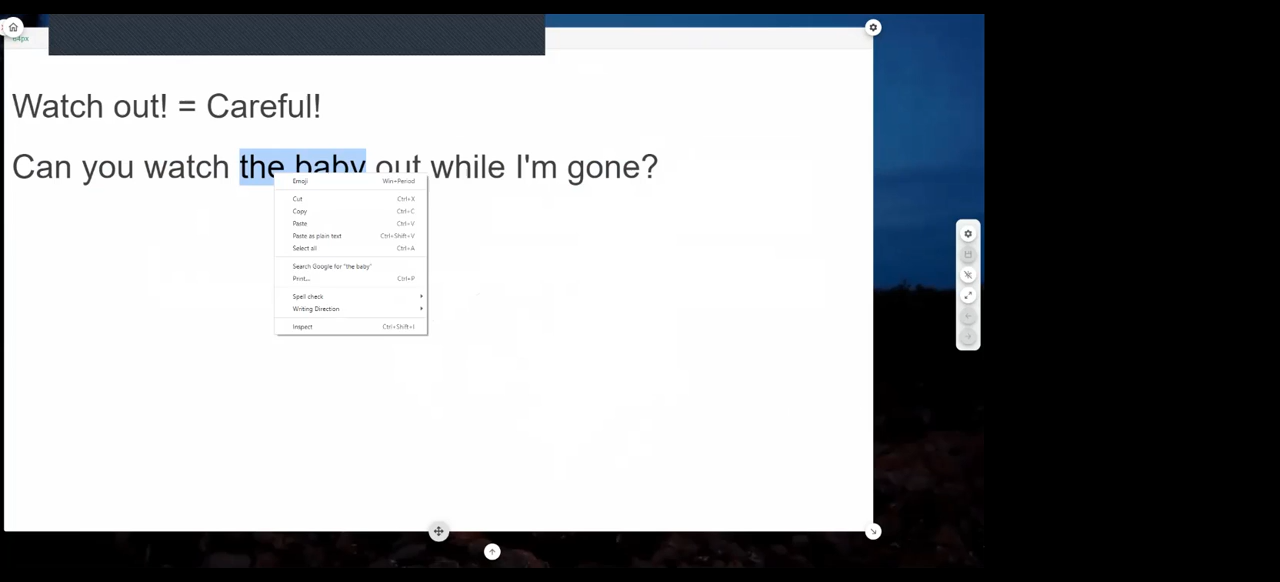 64px
Watch out! = Careful!
Can you watch the baby out while I'm gone?
Emoji Win+Period
Cut Ctrl+X
Copy Ctrl+C
Paste Ctrl+V
Paste as plain text Ctrl+Shift+V
Select all Ctrl+A
Search Google for "the baby"
Print... Ctrl+P
Spell check
Writing Direction
Inspect Ctrl+Shift+I